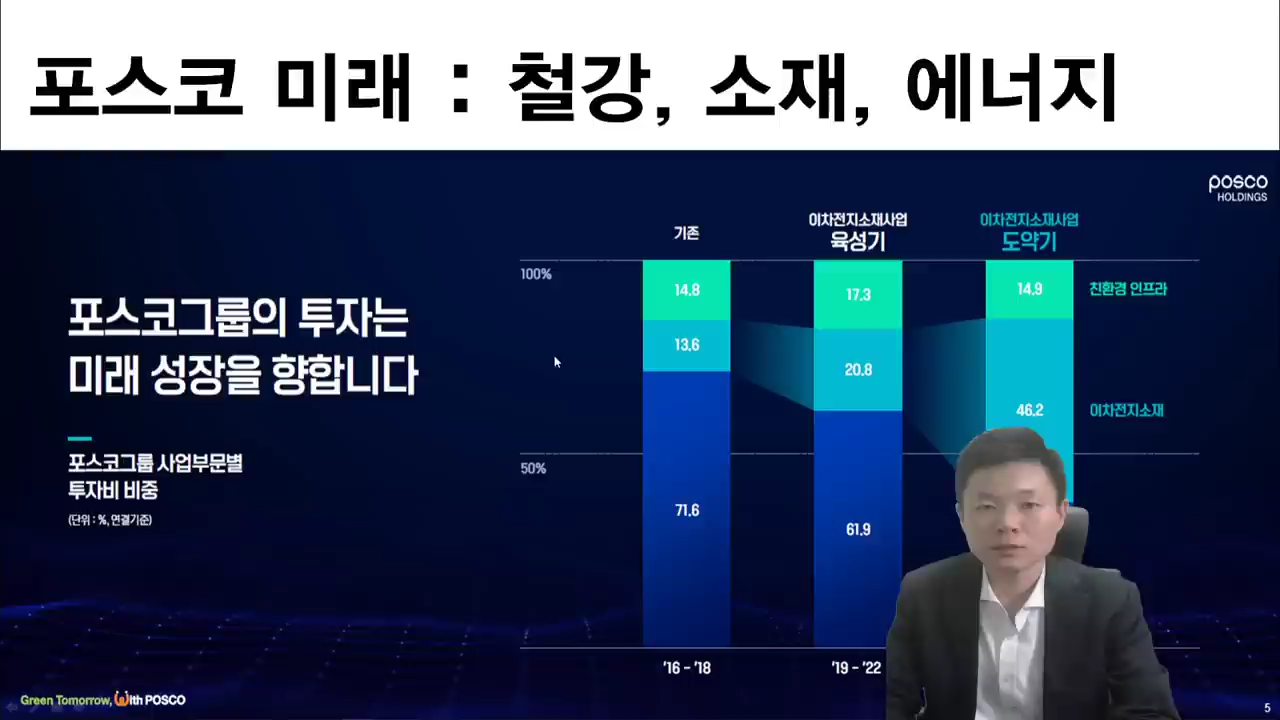 포스코 미래 : 철강, 소재, 에너지
posco
HOLDINGS
포스코그룹의 투자는
미래 성장을 향합니다
포스코그룹 사업부문별
투자비 비중
(단위 : %, 연결기준)
기존
이차전지소재사업
육성기
이차전지소재사업
도약기
100%
14.8
17.3
14.9
친환경 인프라
13.6
20.8
46.2
이차전지소재
50%
71.6
61.9
'16 - '18
'19 - '22
Green Tomorrow, With POSCO
5